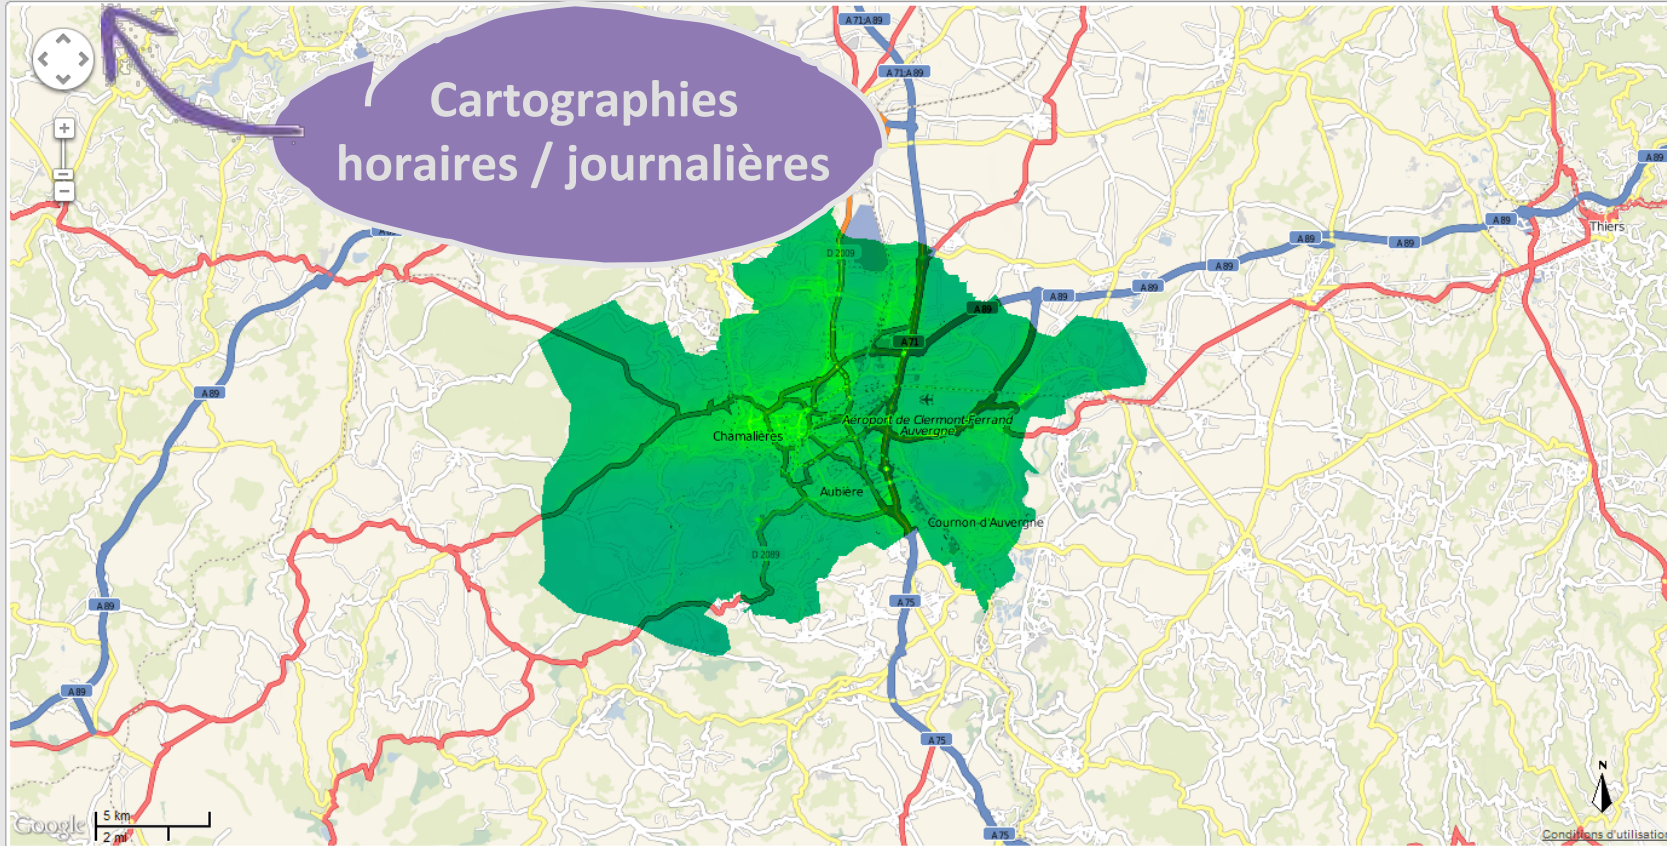 A71:A89
A71:A89
Cartographies
horaires / journalières
A89
A89
Thiers
A89
A89
A89
D 2009
A89
A89
A89
A71
A89
Aéroport de Clermont-Ferrand
Auvergne
Chamalières
Aubière
Cournon-d'Auvergne
D 2089
A89
A75
A89
A75
N
5 km
2 mi
Google
A75
Conditions d'utilisation